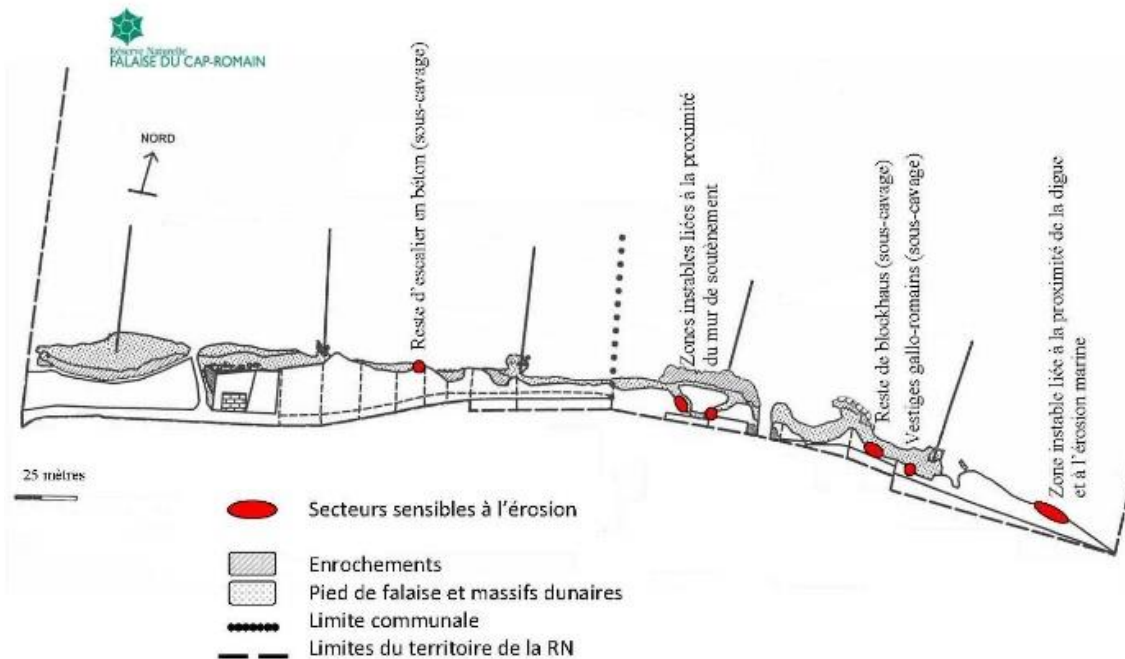 Réserve Naturelle
FALAISE DU CAP-ROMAIN
NORD
Reste d'escalier en béton (sous-cavage)
Zones instables liées à la proximité
du mur de soutènement
Reste de blockhaus (sous-cavage)
Vestiges gallo-romains (sous-cavage)
Zone instable liée à la proximité de la digue
et à l'érosion marine
25 mètres
Secteurs sensibles à l'érosion
Enrochements
Pied de falaise et massifs dunaires
Limite communale
Limites du territoire de la RN